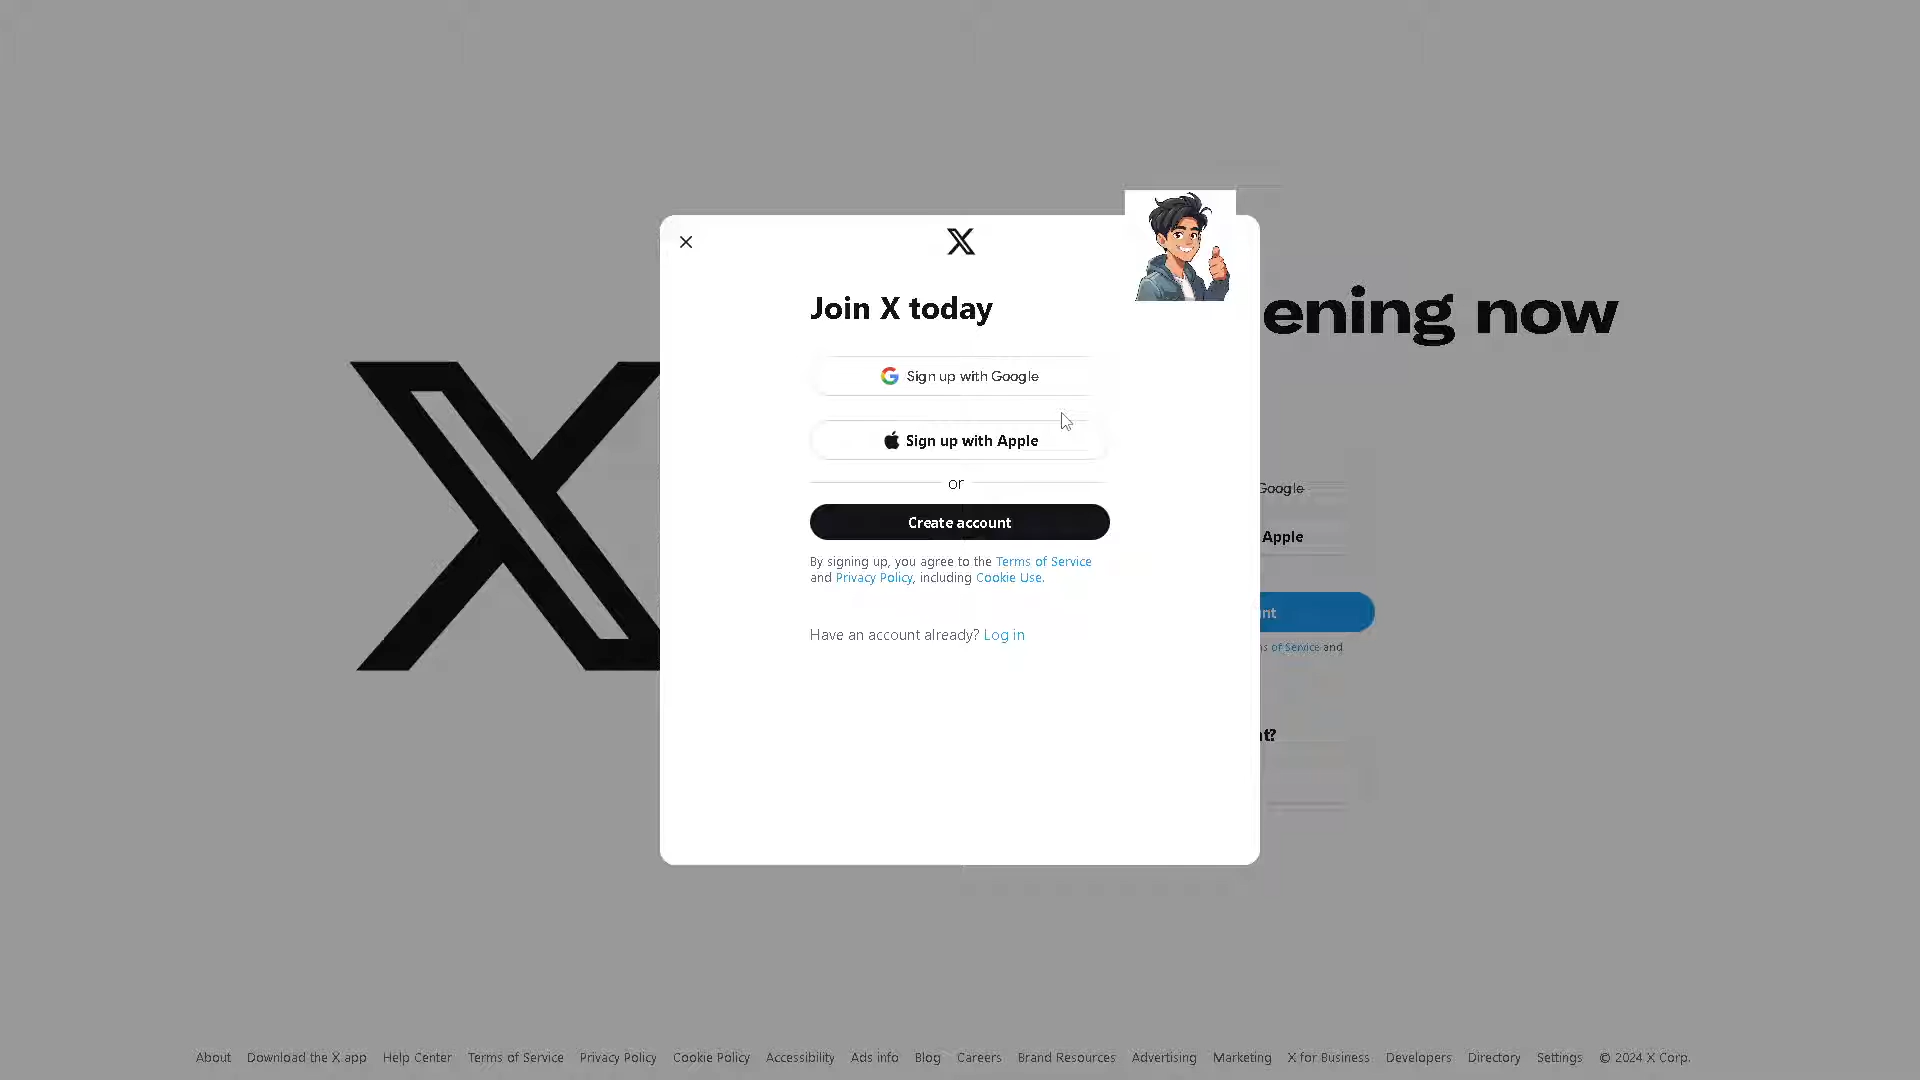 Join X today
ening now
Sign up with Google
Sign up with Apple
or
Create account
By signing up, you agree to the Terms of Service
and Privacy Policy, including Cookie Use.
Have an account already? Log in
Google
Apple
of Service and
About Download the X app Help Center Terms of Service Privacy Policy Cookie Policy Accessibility Ads info Blog Careers Brand Resources Advertising Marketing X for Business Developers Directory Settings © 2024 X Corp.